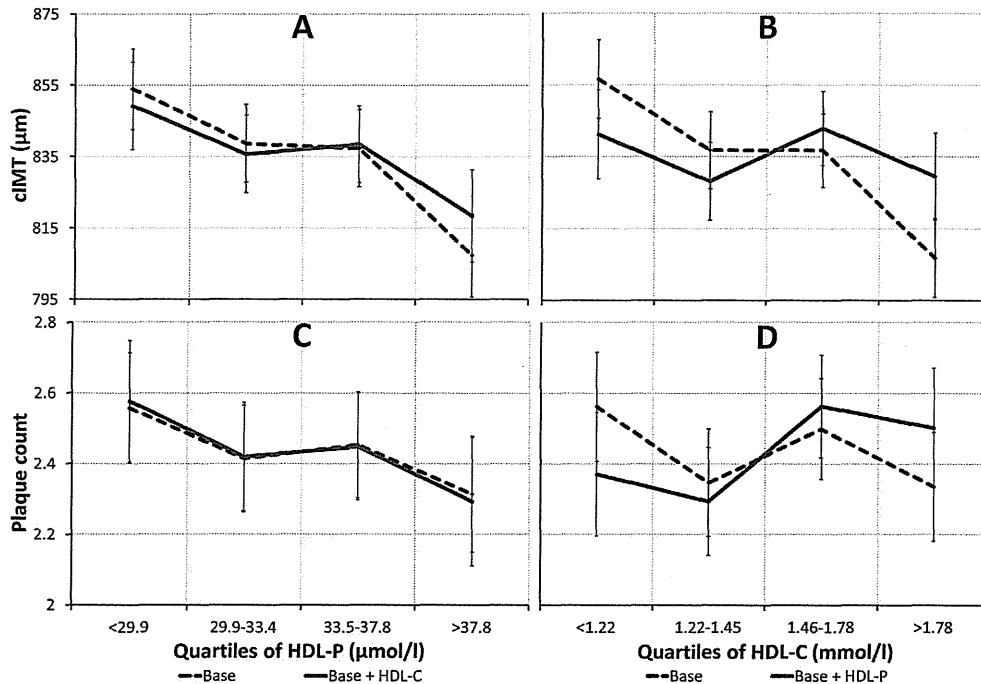 875
855
835
815
795
cIMT (µm)
A
B
2.8
2.6
2.4
2.2
2
Plaque count
C
D
<29.9
29.9-33.4
33.5-37.8
>37.8
<1.22
1.22-1.45
1.46-1.78
>1.78
Quartiles of HDL-P (µmol/l)
Quartiles of HDL-C (mmol/l)
Base
Base + HDL-C
Base
Base + HDL-P